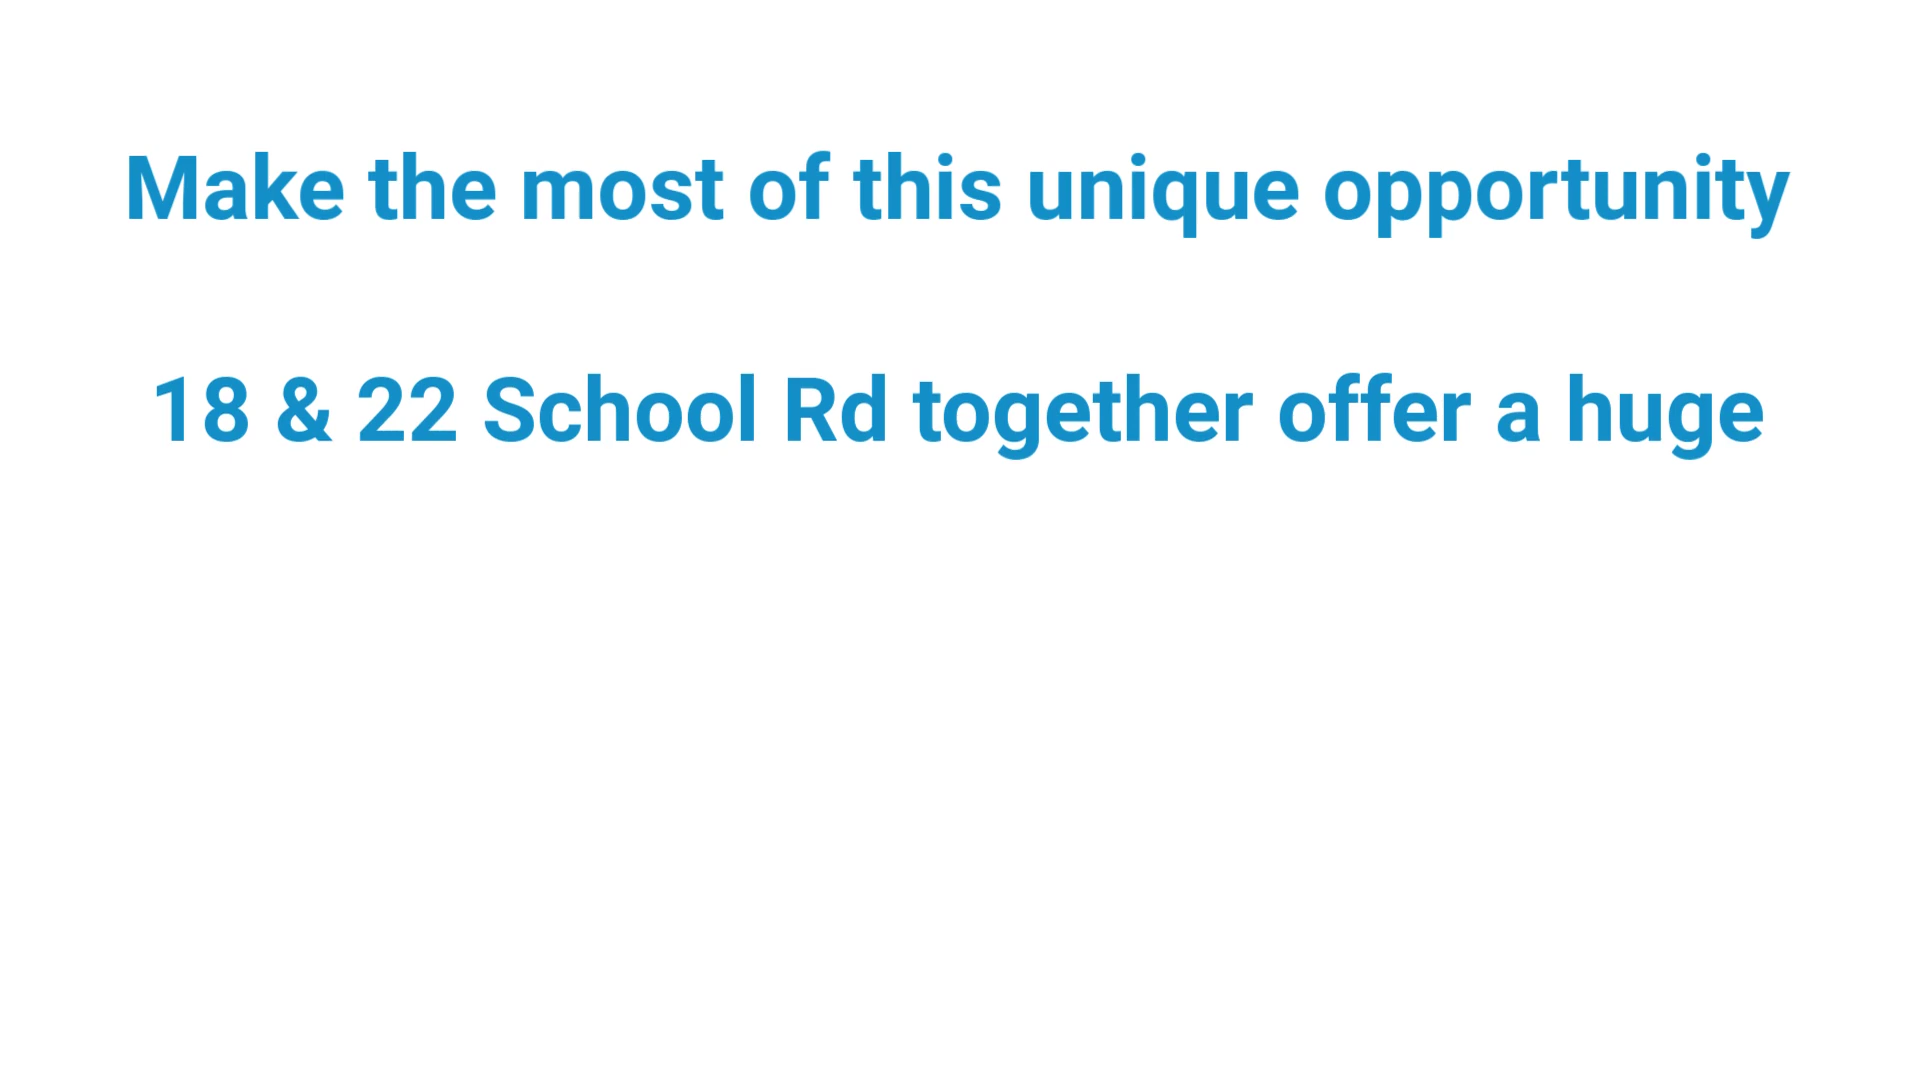 Make the most of this unique opportunity
18 & 22 School Rd together offer a huge